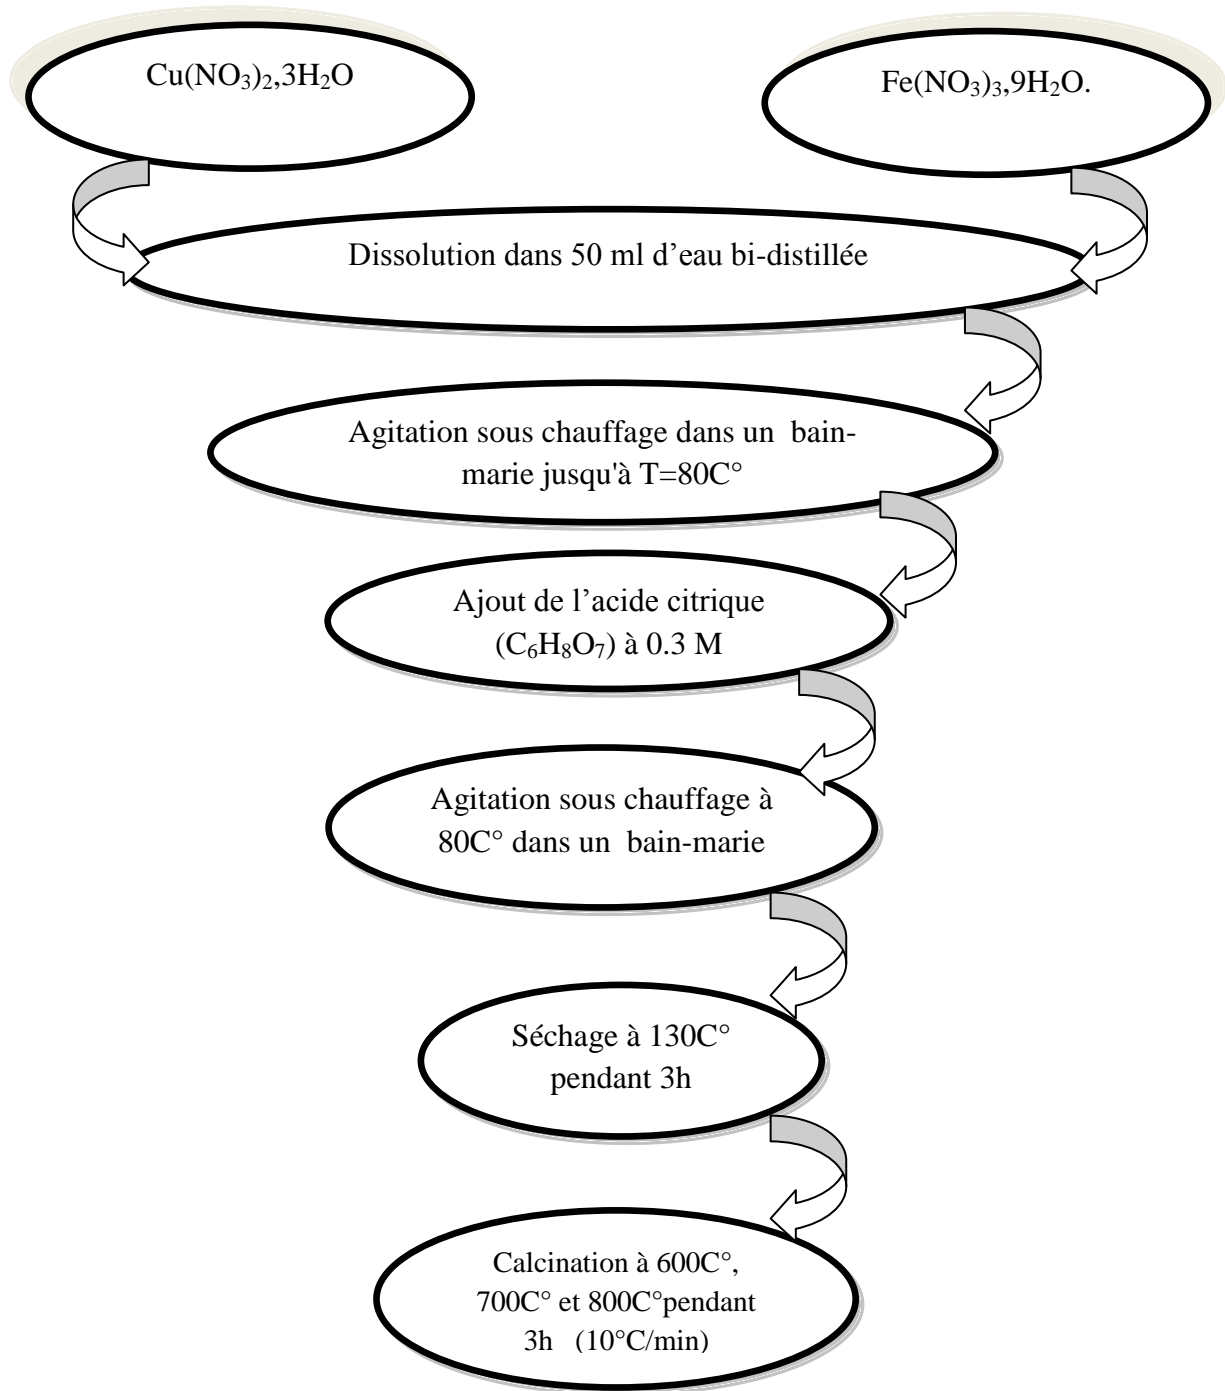 Cu(NO₃)₂,3H₂O
Fe(NO₃)₃,9H₂O.
Dissolution dans 50 ml d’eau bi-distillée
Agitation sous chauffage dans un bain-
marie jusqu'à T=80C°
Ajout de l’acide citrique
(C₆H₈O₇) à 0.3 M
Agitation sous chauffage à
80C° dans un bain-marie
Séchage à 130C°
pendant 3h
Calcination à 600C°,
700C° et 800C°pendant
3h (10°C/min)